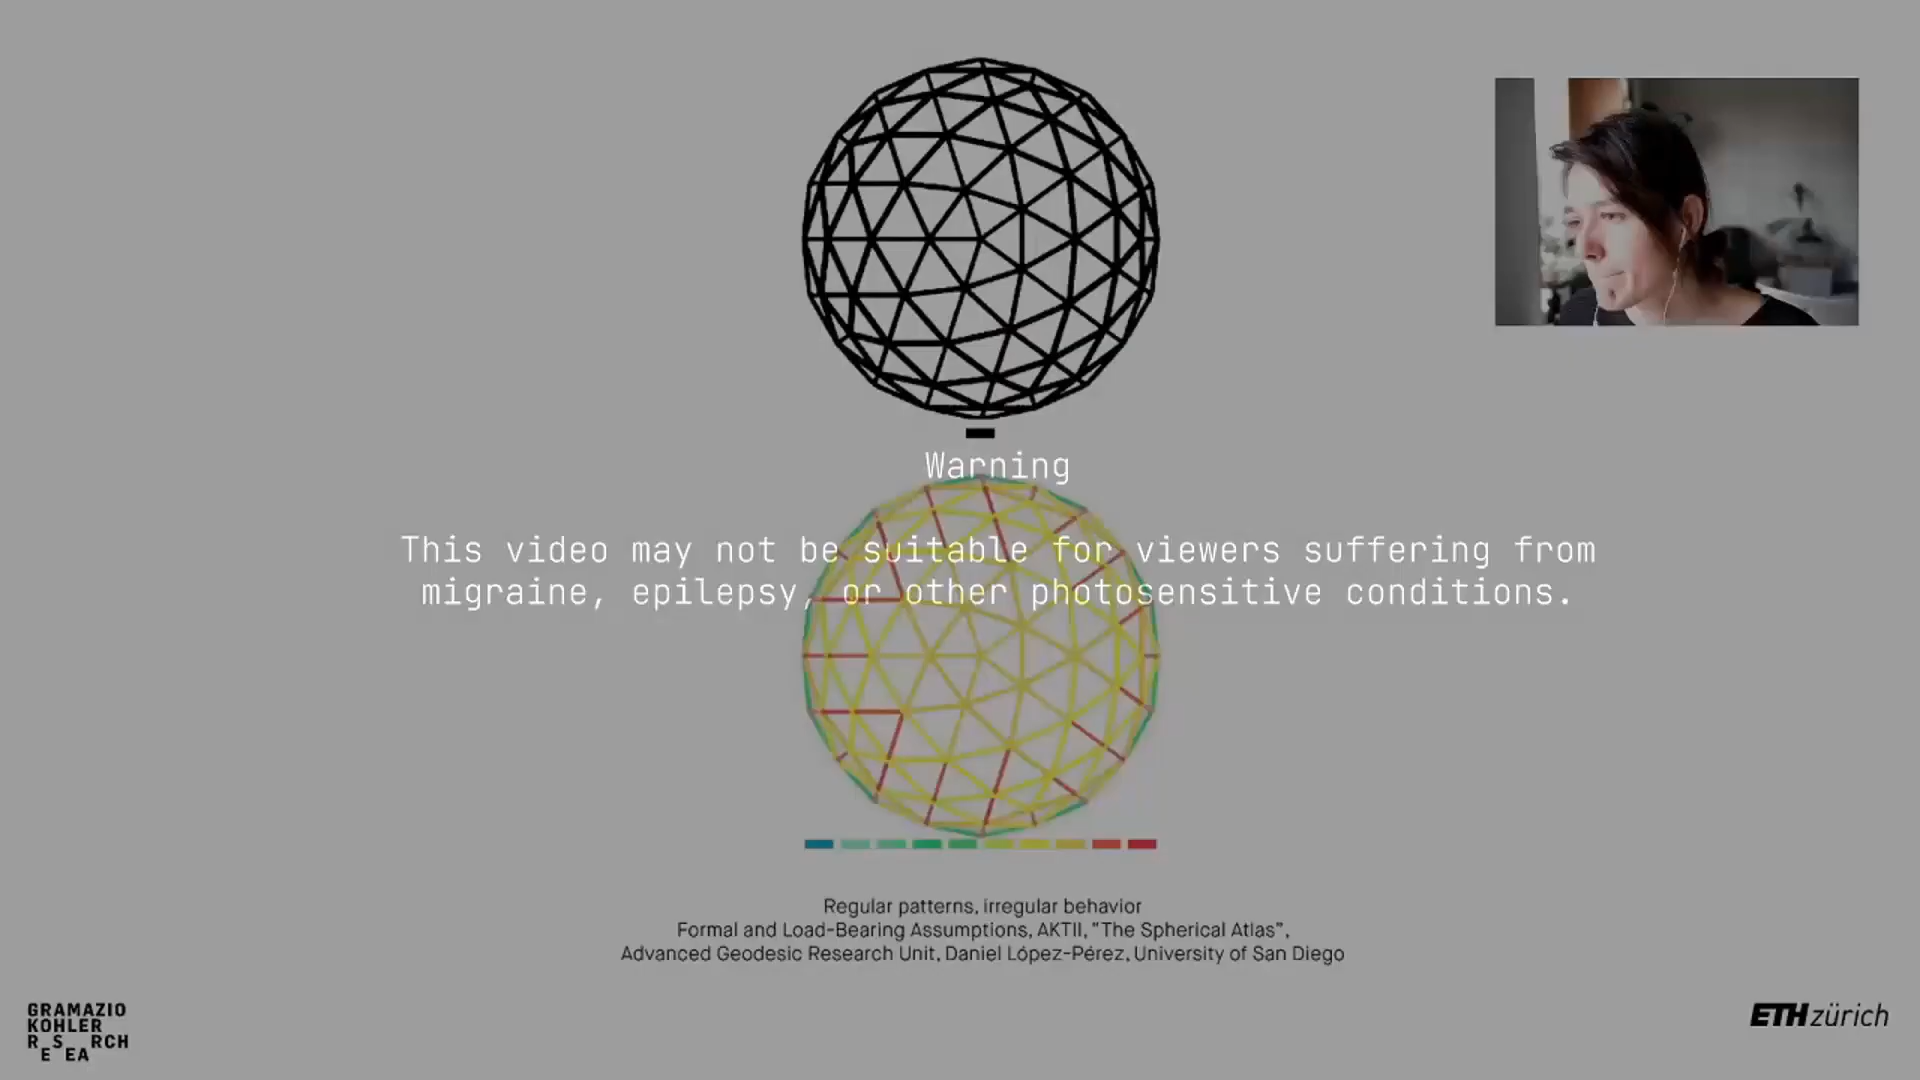 Warning
This video may not be suitable for viewers suffering from
migraine, epilepsy, or other photosensitive conditions.
Regular patterns, irregular behavior
Formal and Load-Bearing Assumptions, AKTII, "The Spherical Atlas",
Advanced Geodesic Research Unit, Daniel López-Pérez, University of San Diego
GRAMAZIO
KOHLER
RESEARCH
ETH zürich